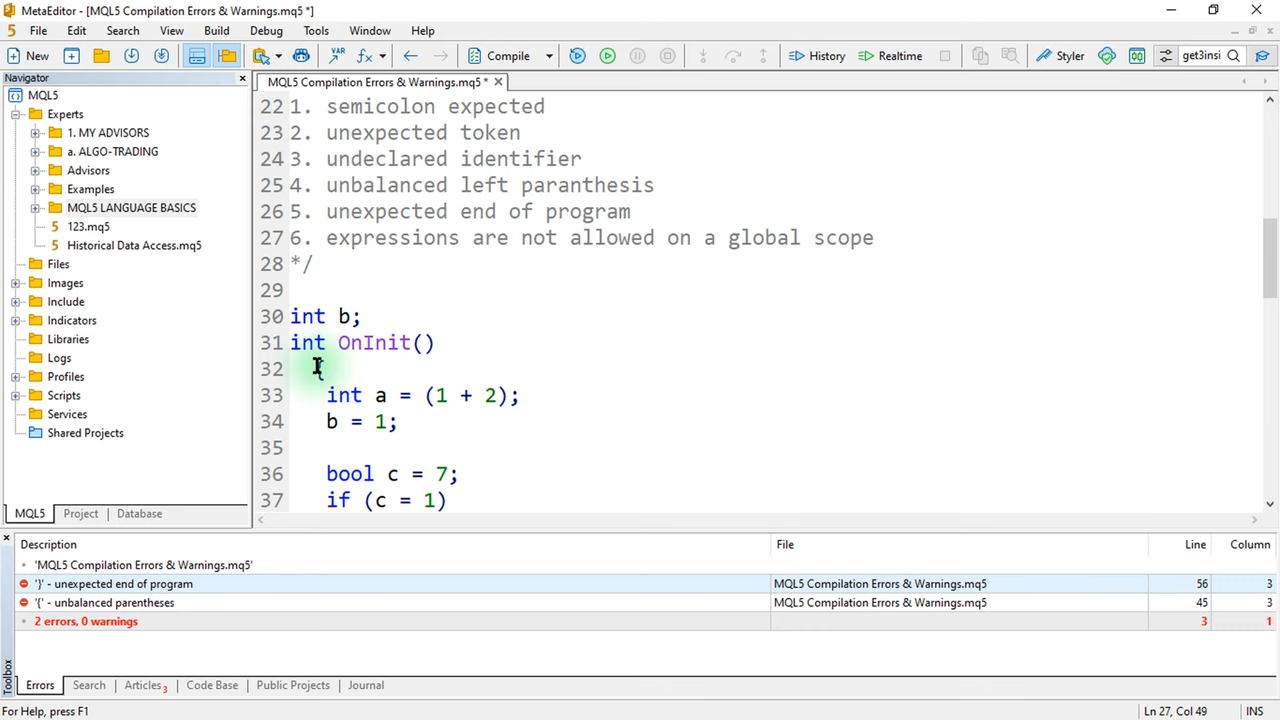 MetaEditor - [MQL5 Compilation Errors & Warnings.mq5 *]
5 File Edit Search View Build Debug Tools Window Help
New Compile History Realtime Styler get3insi
VAR
fx
Navigator
MQL5 Compilation Errors & Warnings.mq5 *
MQL5
Experts
1. MY ADVISORS
a. ALGO-TRADING
Advisors
Examples
MQL5 LANGUAGE BASICS
5 123.mq5
5 Historical Data Access.mq5
Files
Images
Include
Indicators
Libraries
Logs
Profiles
Scripts
Services
Shared Projects
MQL5 Project Database
22 1. semicolon expected
23 2. unexpected token
24 3. undeclared identifier
25 4. unbalanced left paranthesis
26 5. unexpected end of program
27 6. expressions are not allowed on a global scope
28 */
29
30 int b;
31 int OnInit()
32 {
33 int a = (1 + 2);
34 b = 1;
35
36 bool c = 7;
37 if (c = 1)
Description File Line Column
'MQL5 Compilation Errors & Warnings.mq5'
'}' - unexpected end of program MQL5 Compilation Errors & Warnings.mq5 56 3
'{' - unbalanced parentheses MQL5 Compilation Errors & Warnings.mq5 45 3
2 errors, 0 warnings 3 1
Toolbox
Errors Search Articles 3 Code Base Public Projects Journal
For Help, press F1 Ln 27, Col 49 INS